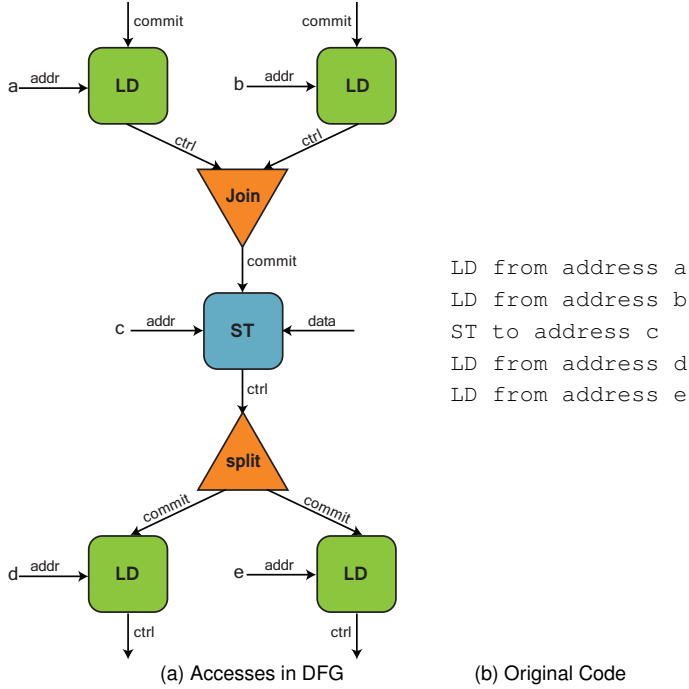 commit
commit
a
addr
LD
b
addr
LD
ctrl
ctrl
Join
commit
LD from address a
LD from address b
ST to address c
LD from address d
LD from address e
c
addr
ST
data
ctrl
split
commit
commit
d
addr
LD
e
addr
LD
ctrl
ctrl
(a) Accesses in DFG
(b) Original Code